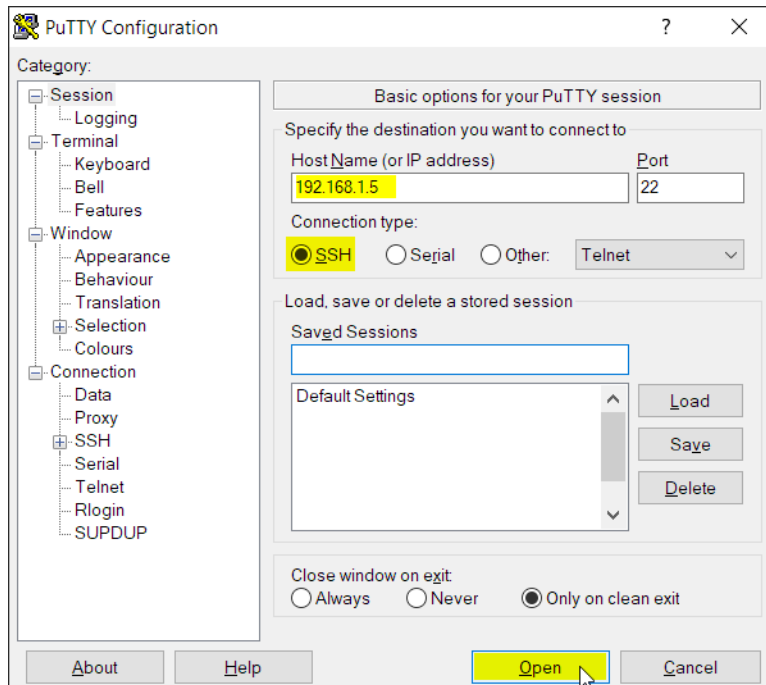 PuTTY Configuration
?
Category:
Session
Logging
Terminal
Keyboard
Bell
Features
Window
Appearance
Behaviour
Translation
Selection
Colours
Connection
Data
Proxy
SSH
Serial
Telnet
Rlogin
SUPDUP
Basic options for your PuTTY session
Specify the destination you want to connect to
Host Name (or IP address) Port
192.168.1.5 22
Connection type:
SSH Serial Other: Telnet
Load, save or delete a stored session
Saved Sessions
Default Settings
Load
Save
Delete
Close window on exit:
Always Never Only on clean exit
About Help Open Cancel